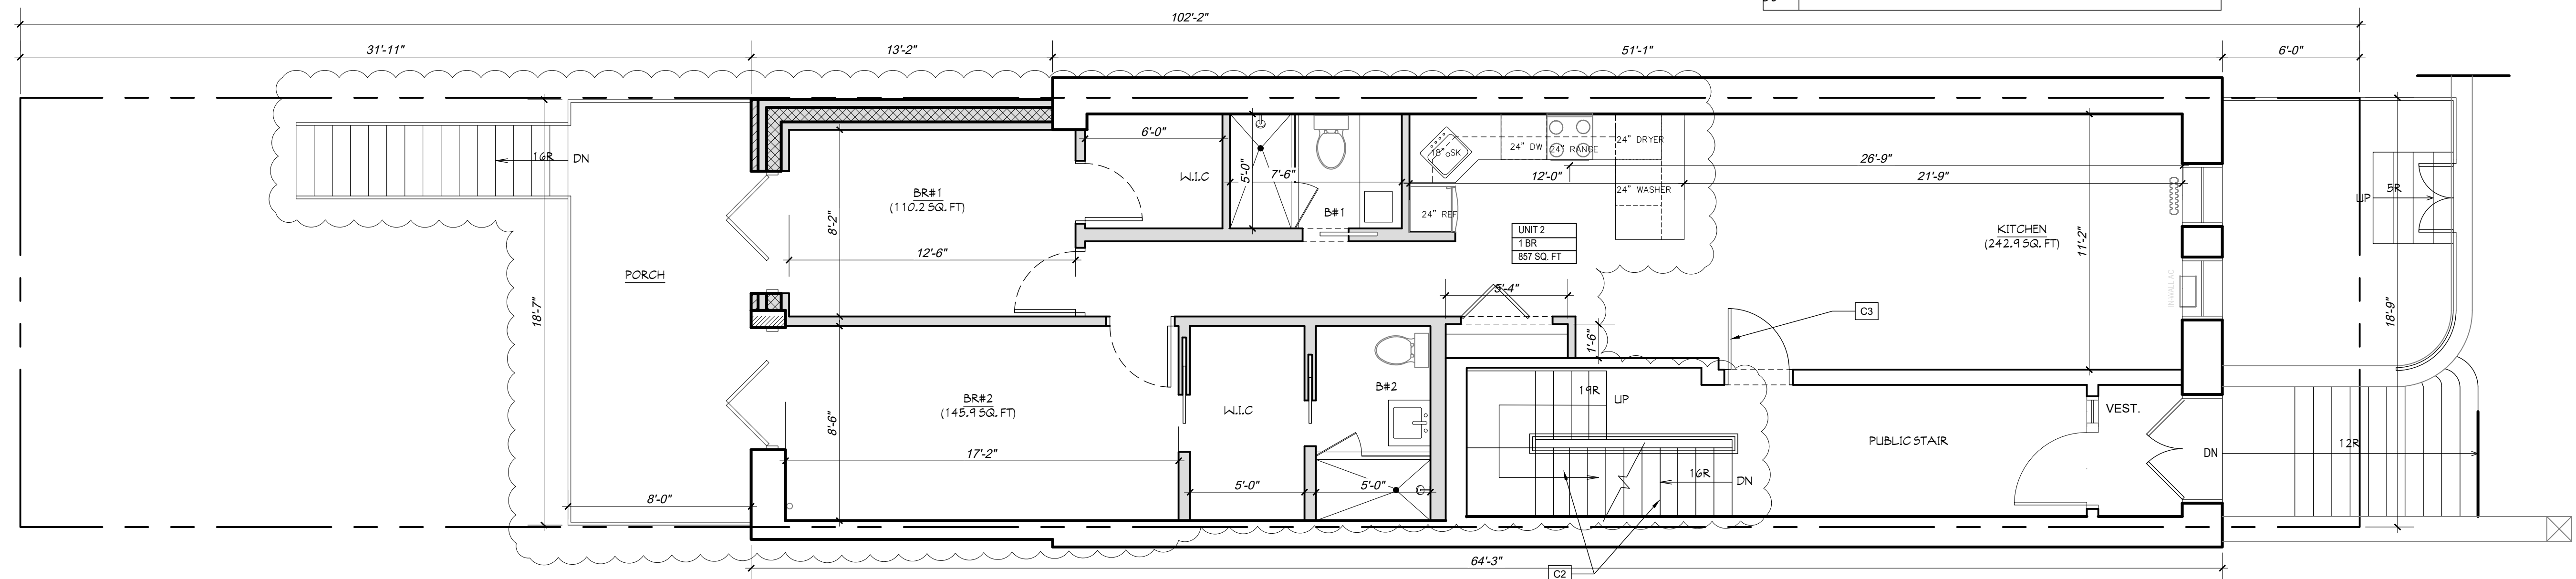 102'-2"
31'-11"
13'-2"
51'-1"
6'-0"
16R
DN
BR#1
(110.2 SQ. FT)
8'-2"
12'-6"
6'-0"
W.I.C
5'-0"
7'-6"
B#1
18" SK
24" DW
24" RANGE
24" DRYER
24" WASHER
24" REF
12'-0"
26'-9"
21'-9"
UNIT 2
1 BR
857 SQ. FT
KITCHEN
(242.9 SQ. FT)
11'-2"
IN-WALL AC
UP
5R
18'-9"
PORCH
18'-7"
8'-0"
5'-4"
1'-6"
C3
BR#2
(145.9 SQ. FT)
8'-6"
17'-2"
W.I.C
5'-0"
B#2
5'-0"
19R
UP
16R
DN
PUBLIC STAIR
VEST.
DN
12R
64'-3"
C2